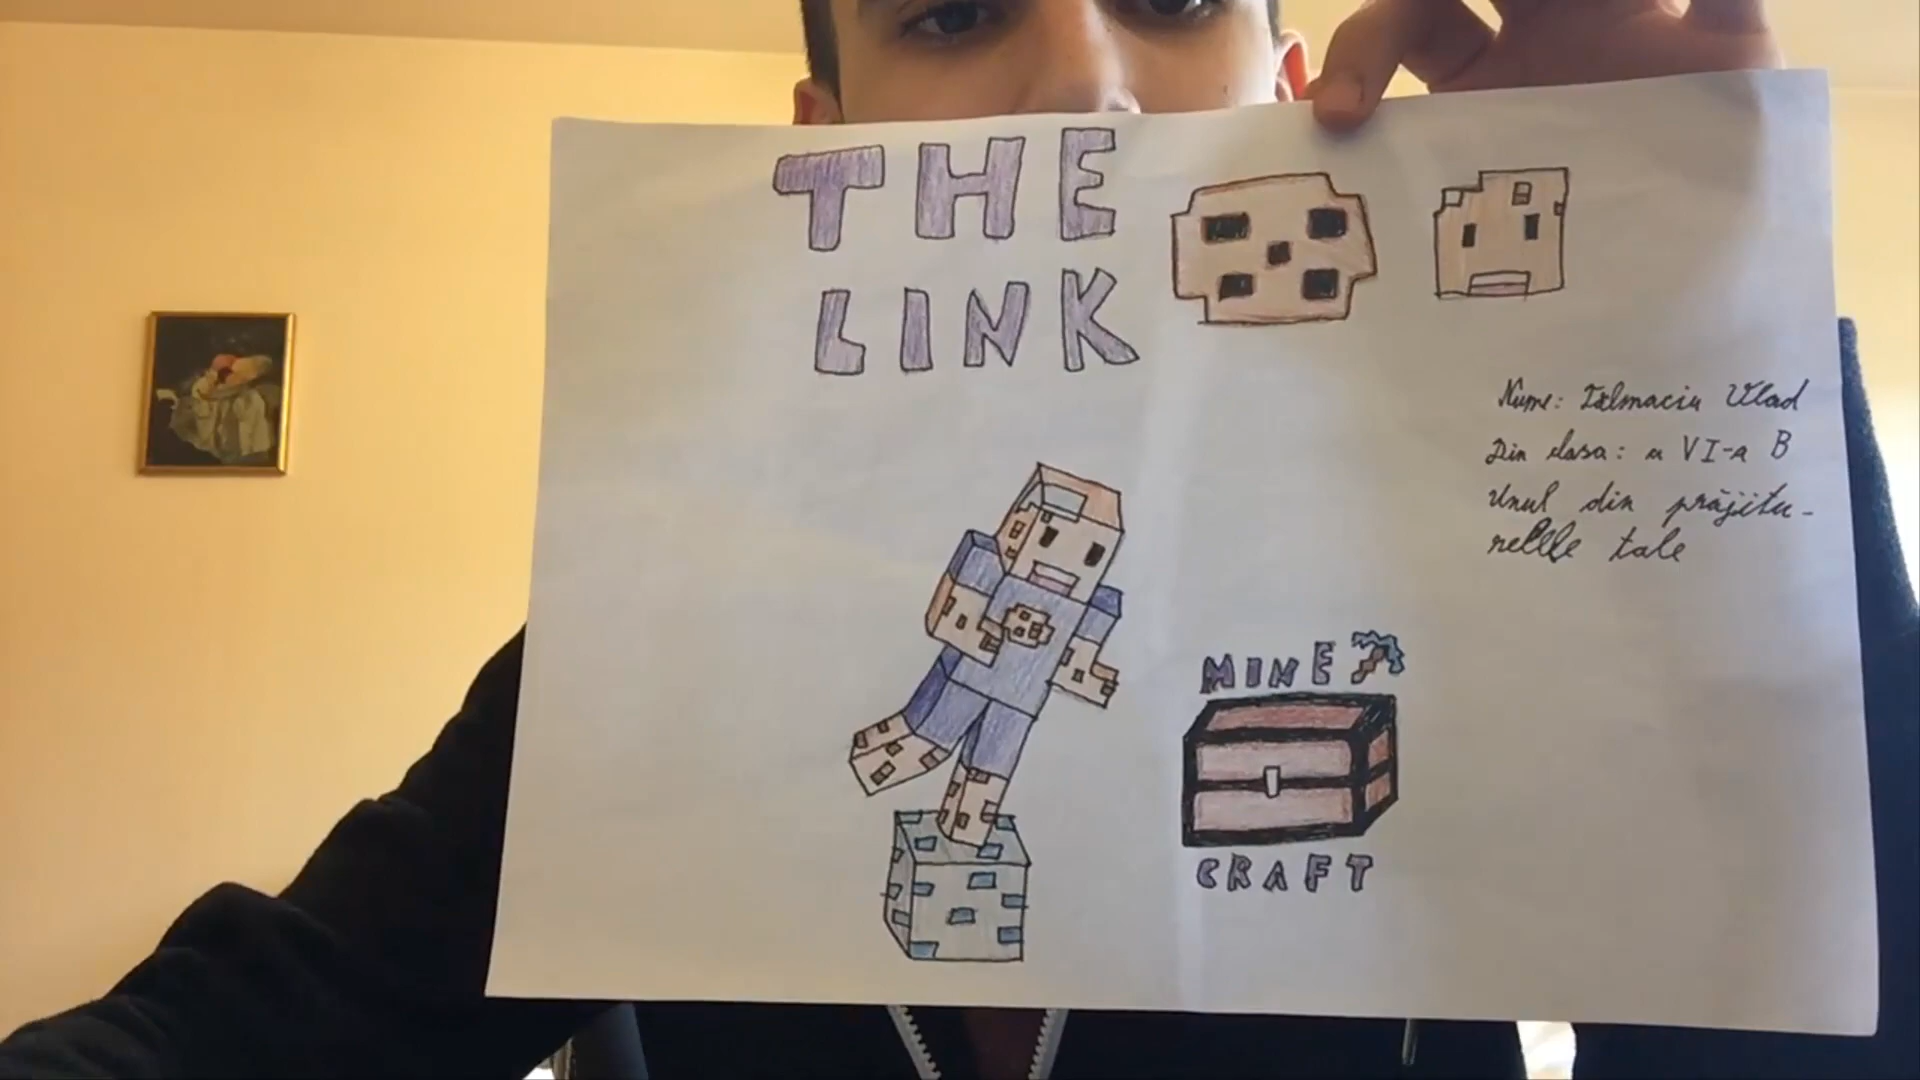 THE
LINK
Nume: Tălmaciu Vlad
Din clasa: a VI-a B
Unul din prăjitu-
relele tale
MINE
CRAFT